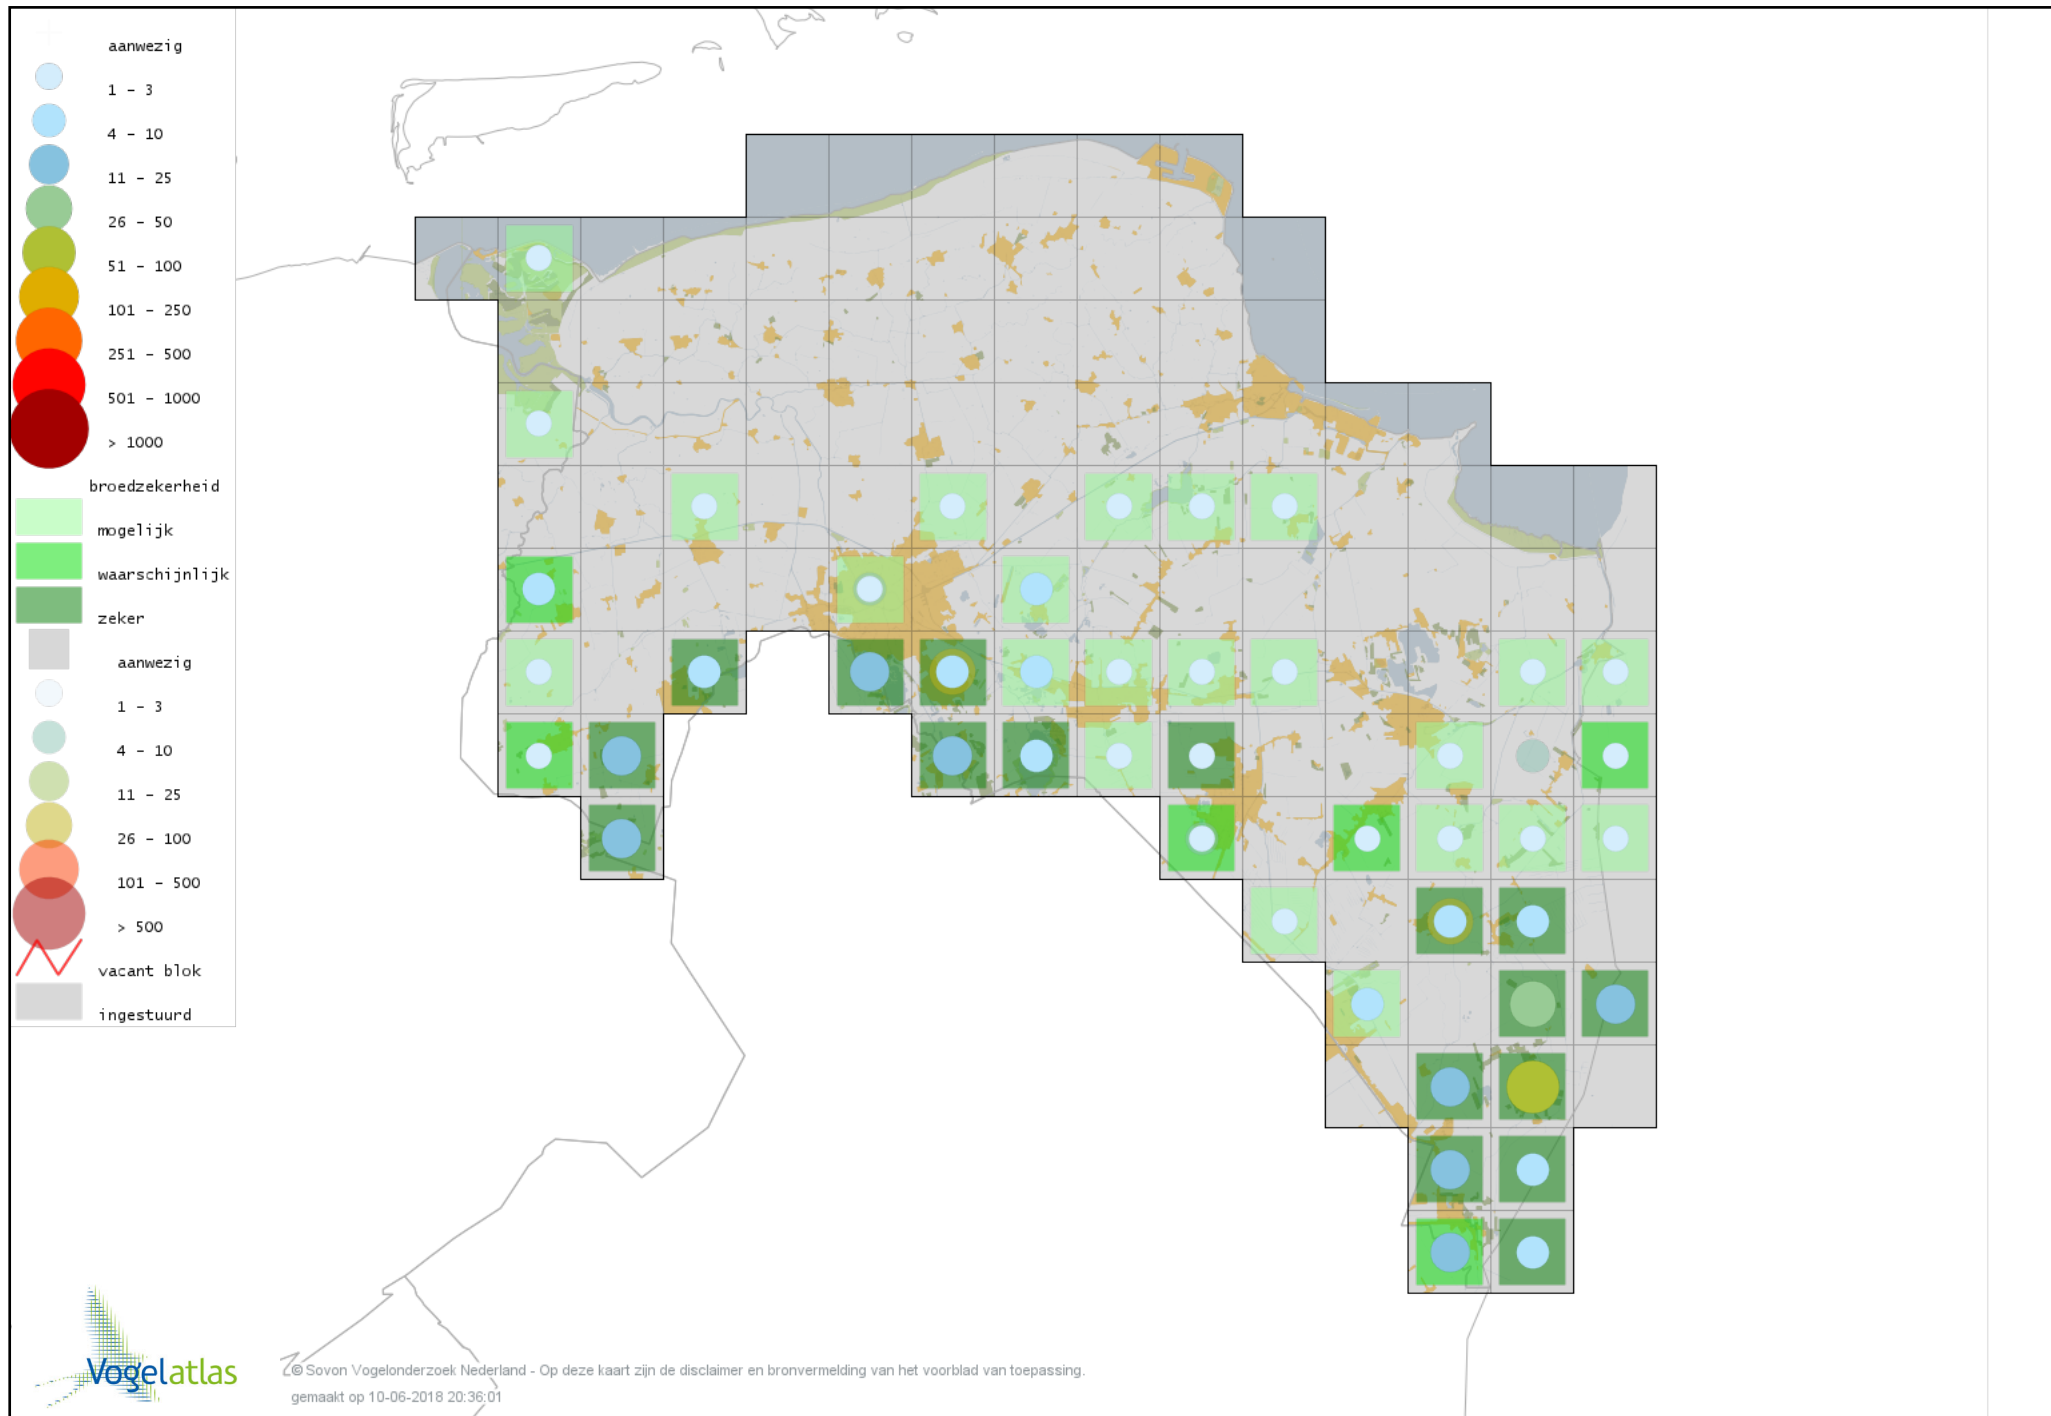 aanwezig
1 - 3
4 - 10
11 - 25
26 - 50
51 - 100
101 - 250
251 - 500
501 - 1000
> 1000
broedzekerheid
mogelijk
waarschijnlijk
zeker
aanwezig
1 - 3
4 - 10
11 - 25
26 - 100
101 - 500
> 500
vacant blok
ingestuurd
Vogelatlas
© Sovon Vogelonderzoek Nederland - Op deze kaart zijn de disclaimer en bronvermelding van het voorblad van toepassing.
gemaakt op 10-06-2018 20:36:01